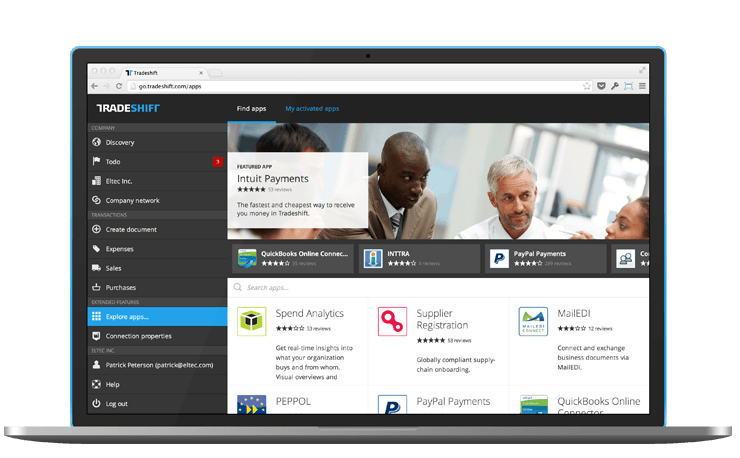 Tradeshift
go.tradeshift.com/apps
TRADESHIFT
Find apps
My activated apps
COMPANY
Discovery
Todo
3
Eltec Inc.
Company network
TRANSACTIONS
Create document
Expenses
Sales
Purchases
EXTENDED FEATURES
Explore apps...
Connection properties
ELTEC INC
Patrick Peterson (patrick@eltec.com)
Help
Log out
FEATURED APP
Intuit Payments
53 reviews
The fastest and cheapest way to receive
you money in Tradeshift.
QuickBooks Online Connec...
35 reviews
INTTRA
6 reviews
PayPal Payments
289 reviews
Co
Search apps...
Spend Analytics
53 reviews
Get real-time insights into
what your organization
buys and from whom.
Visual overviews and
Supplier
Registration
53 reviews
Globally compliant supply-
chain onboarding.
MAILEDI
CONNECT
MailEDI
12 reviews
Connect and exchange
business documents via
MailEDI.
PEPPOL
PayPal Payments
QuickBooks Online
Connector